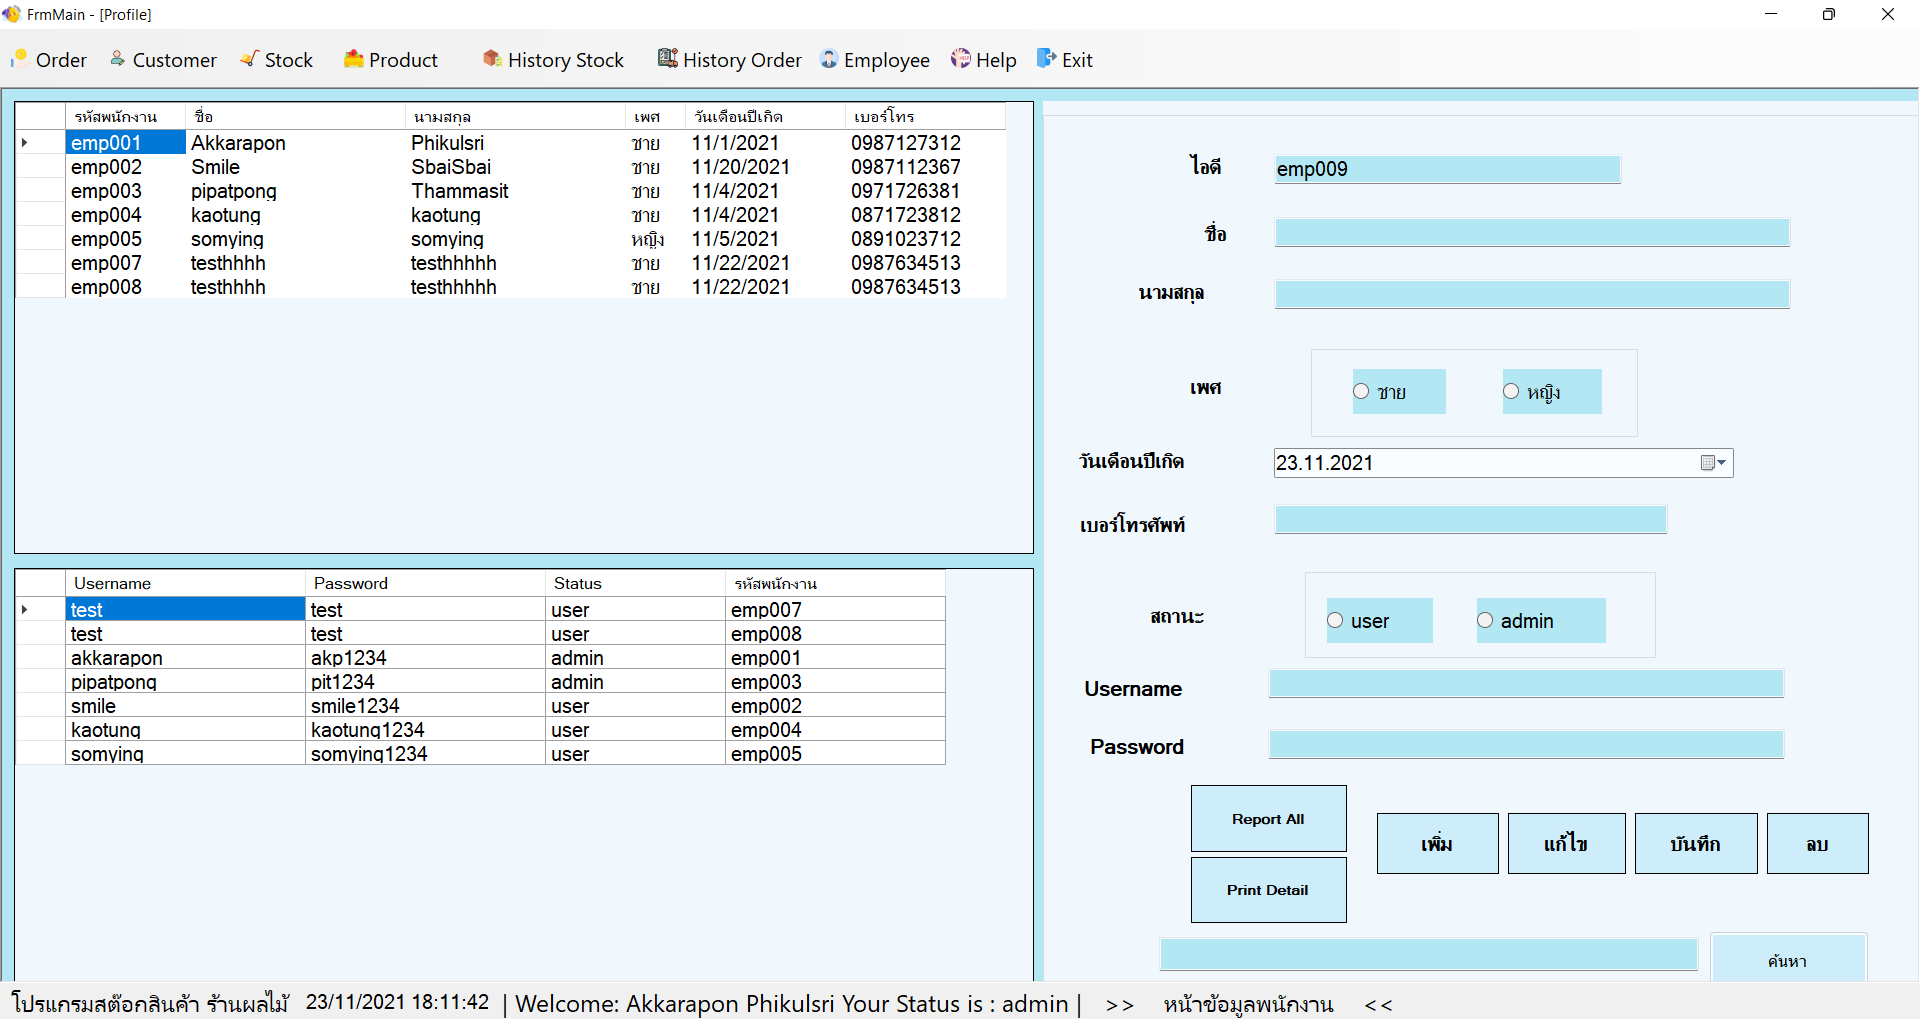 FrmMain - [Profile]
Order Customer Stock Product History Stock History Order Employee Help Exit
รหัสพนักงาน ชื่อ นามสกุล เพศ วันเดือนปีเกิด เบอร์โทร
emp001 Akkarapon Phikulsri ชาย 11/1/2021 0987127312
emp002 Smile SbaiSbai ชาย 11/20/2021 0987112367
emp003 pipatpong Thammasit ชาย 11/4/2021 0971726381
emp004 kaotung kaotung ชาย 11/4/2021 0871723812
emp005 somying somying หญิง 11/5/2021 0891023712
emp007 testhhhh testhhhhh ชาย 11/22/2021 0987634513
emp008 testhhhh testhhhhh ชาย 11/22/2021 0987634513
Username Password Status รหัสพนักงาน
test test user emp007
test test user emp008
akkarapon akp1234 admin emp001
pipatpong pit1234 admin emp003
smile smile1234 user emp002
kaotung kaotung1234 user emp004
somying somying1234 user emp005
ไอดี emp009
ชื่อ
นามสกุล
เพศ ชาย หญิง
วันเดือนปีเกิด 23.11.2021
เบอร์โทรศัพท์
สถานะ user admin
Username
Password
Report All
Print Detail
เพิ่ม แก้ไข บันทึก ลบ
ค้นหา
โปรแกรมสต๊อกสินค้า ร้านผลไม้ 23/11/2021 18:11:42 | Welcome: Akkarapon Phikulsri Your Status is : admin | >> หน้าข้อมูลพนักงาน <<